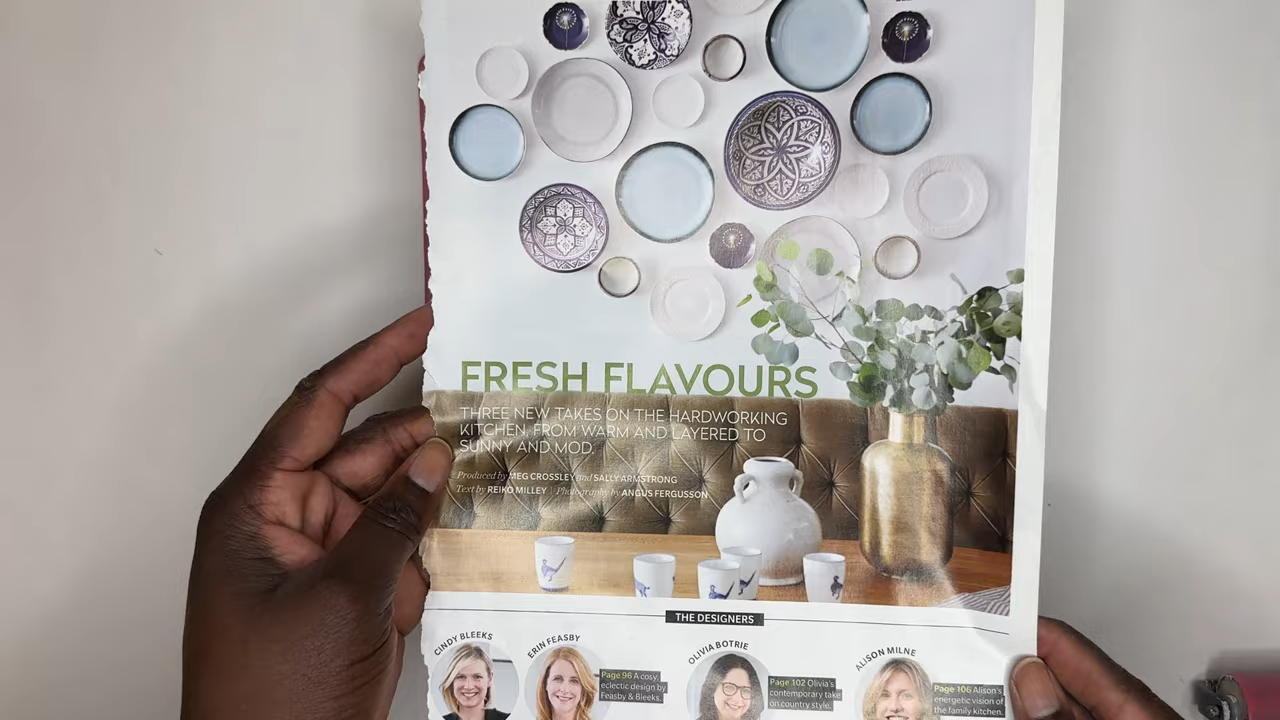 FRESH FLAVOURS
THREE NEW TAKES ON THE HARDWORKING
KITCHEN, FROM WARM AND LAYERED TO
SUNNY AND MOD.
Produced by MEG CROSSLEY and SALLY ARMSTRONG
Text by REIKO MILLEY | Photography by ANGUS FERGUSSON
THE DESIGNERS
CINDY BLEEKS
ERIN FEASBY
Page 96 A cosy,
eclectic design by
Feasby & Bleeks.
OLIVIA BOTRIE
Page 102 Olivia's
contemporary take
on country style.
ALISON MILNE
Page 106 Alison's
energetic vision of
the family kitchen.